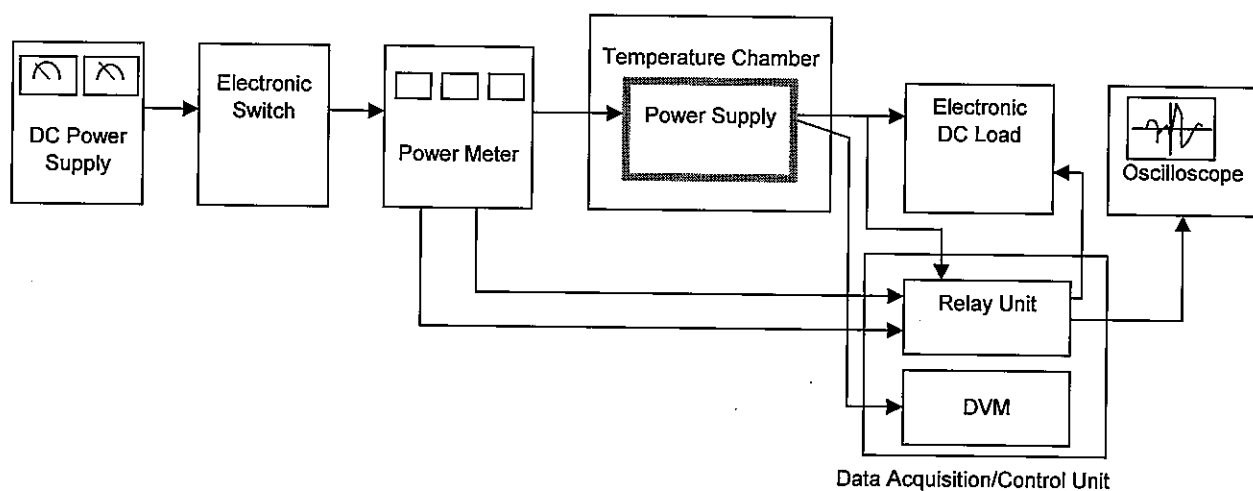 DC Power
Supply
Electronic
Switch
Power Meter
Temperature Chamber
Power Supply
Electronic
DC Load
Oscilloscope
Relay Unit
DVM
Data Acquisition/Control Unit